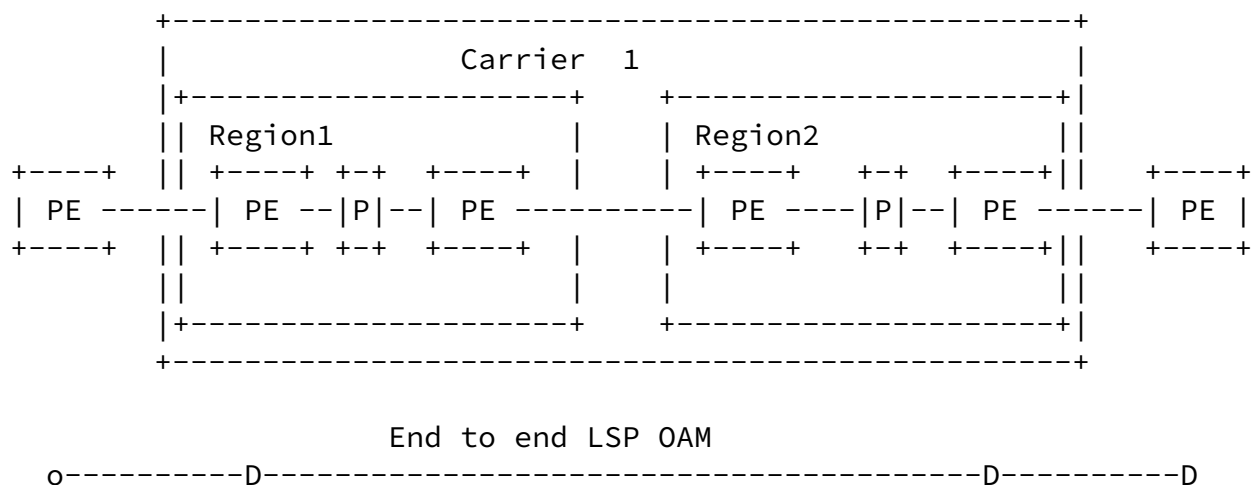 +---------------------------------------------------+
| Carrier 1 |
|+----------------------+ +----------------------+|
|| Region1 | | Region2 ||
+----+ || +----+ +-+ +----+ | | +----+ +-+ +----+|| +----+
| PE ------| PE --|P|--| PE ----------| PE ----|P|--| PE ------| PE |
+----+ || +----+ +-+ +----+ | | +----+ +-+ +----+|| +----+
|| | | ||
|+----------------------+ +----------------------+|
+---------------------------------------------------+
End to end LSP OAM
o----------D----------------------------------------D----------D